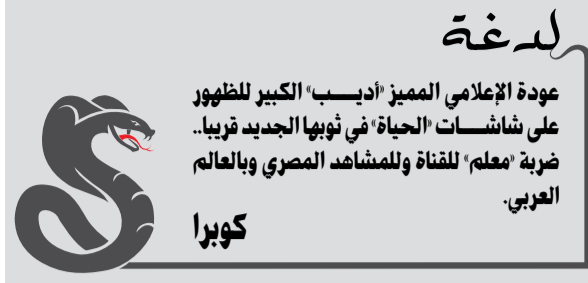 لدغة
عودة الإعلامي المميز «أديــــب» الكبير للظهور
على شاشــــات «الحياة» في ثوبها الجديد قريبا..
ضربة «معلم» للقناة وللمشاهد المصري وبالعالم
العربي.
كوبرا